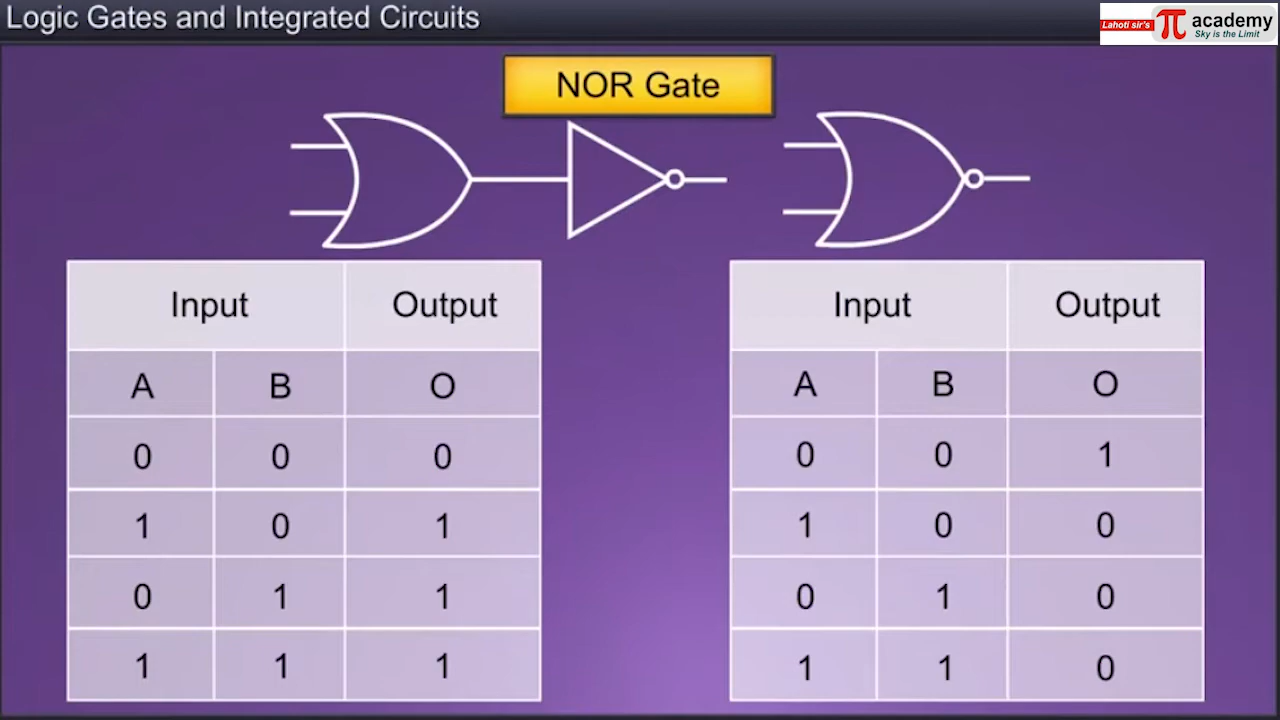 Logic Gates and Integrated Circuits
Lahoti sir's π academy
Sky is the Limit
NOR Gate
Input Output
A B O
0 0 0
1 0 1
0 1 1
1 1 1
Input Output
A B O
0 0 1
1 0 0
0 1 0
1 1 0